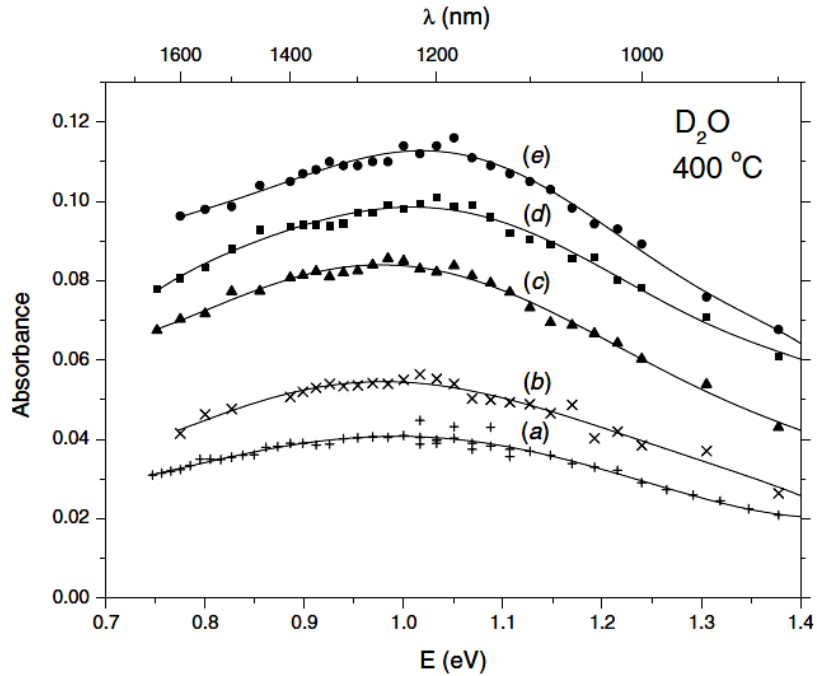 λ (nm)
1600 1400 1200 1000
D₂O
400 °C
(e)
(d)
(c)
(b)
(a)
Absorbance
0.12
0.10
0.08
0.06
0.04
0.02
0.00
0.7 0.8 0.9 1.0 1.1 1.2 1.3 1.4
E (eV)